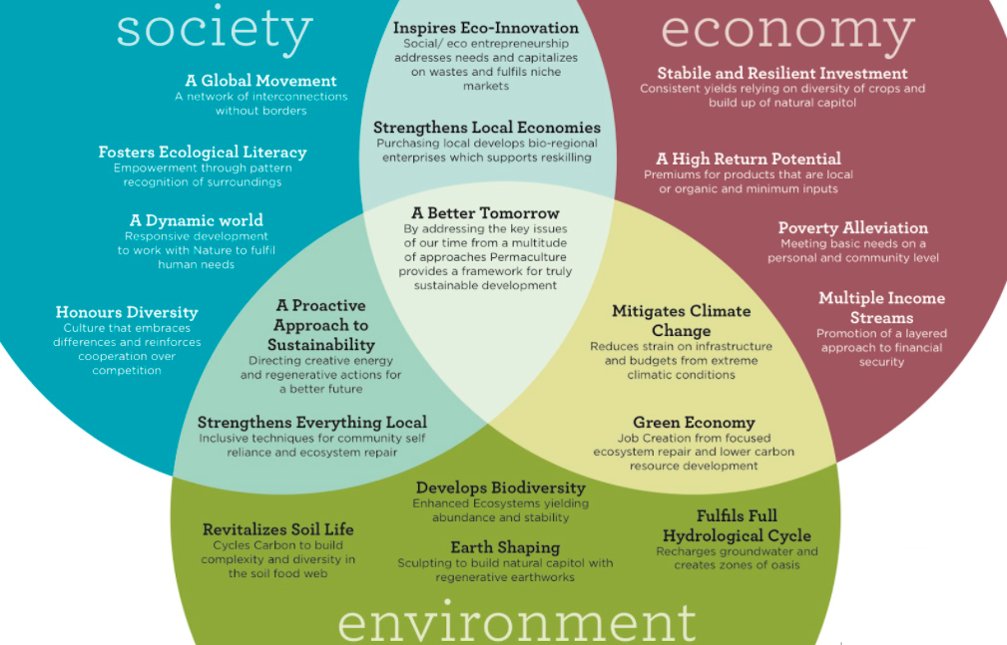 society
A Global Movement
A network of interconnections
without borders
Fosters Ecological Literacy
Empowerment through pattern
recognition of surroundings
A Dynamic world
Responsive development
to work with Nature to fulfil
human needs
Honours Diversity
Culture that embraces
differences and reinforces
cooperation over
competition
Inspires Eco-Innovation
Social/ eco entrepreneurship
addresses needs and capitalizes
on wastes and fulfils niche
markets
Strengthens Local Economies
Purchasing local develops bio-regional
enterprises which supports reskilling
economy
Stabile and Resilient Investment
Consistent yields relying on diversity of crops and
build up of natural capitol
A High Return Potential
Premiums for products that are local
or organic and minimum inputs
Poverty Alleviation
Meeting basic needs on a
personal and community level
Multiple Income
Streams
Promotion of a layered
approach to financial
security
A Better Tomorrow
By addressing the key issues
of our time from a multitude
of approaches Permaculture
provides a framework for truly
sustainable development
A Proactive
Approach to
Sustainability
Directing creative energy
and regenerative actions for
a better future
Strengthens Everything Local
Inclusive techniques for community self
reliance and ecosystem repair
Mitigates Climate
Change
Reduces strain on infrastructure
and budgets from extreme
climatic conditions
Green Economy
Job Creation from focused
ecosystem repair and lower carbon
resource development
Revitalizes Soil Life
Cycles Carbon to build
complexity and diversity in
the soil food web
Develops Biodiversity
Enhanced Ecosystems yielding
abundance and stability
Earth Shaping
Sculpting to build natural capitol with
regenerative earthworks
Fulfils Full
Hydrological Cycle
Recharges groundwater and
creates zones of oasis
environment